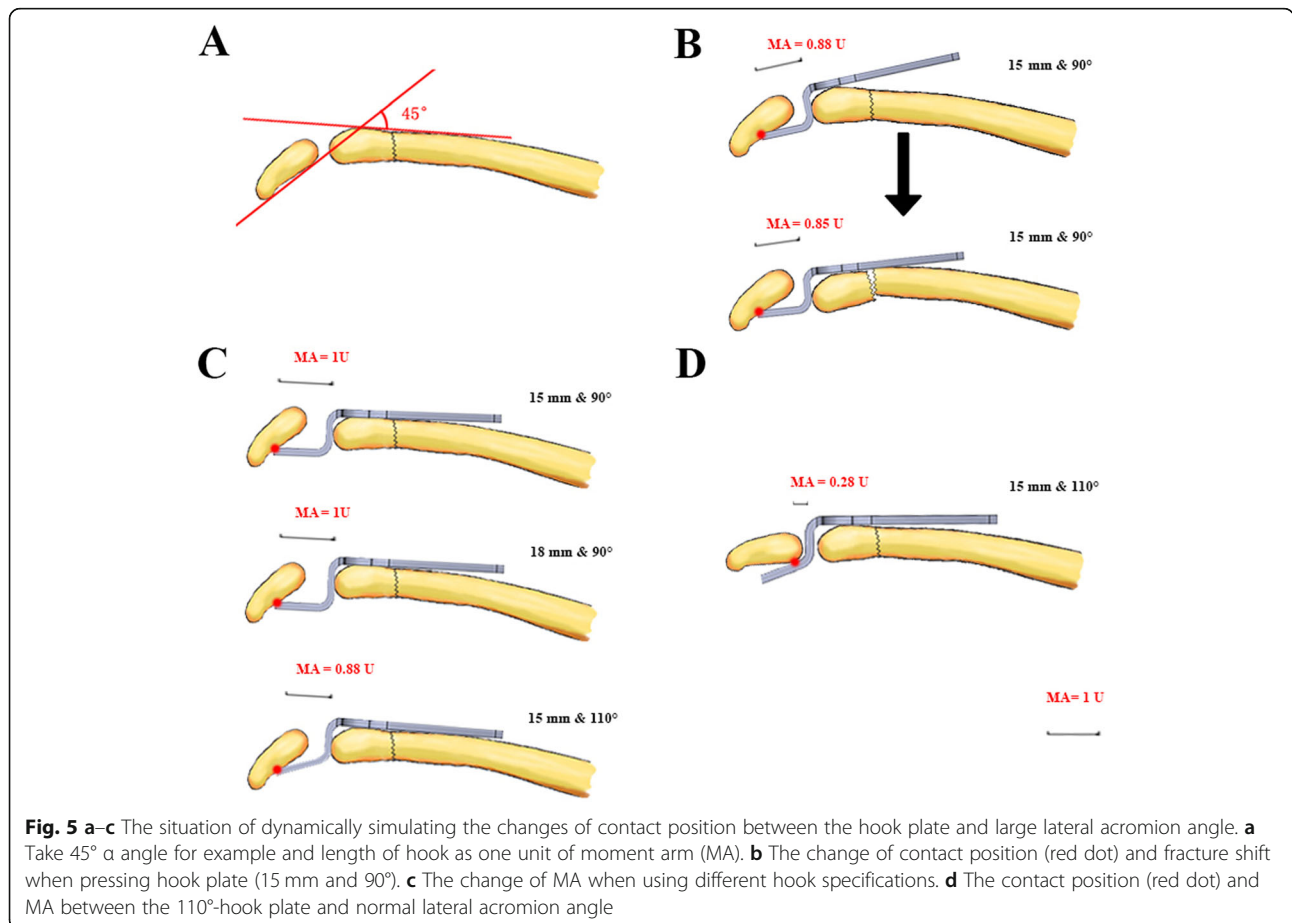 A
45°
B
MA = 0.88 U
15 mm & 90°
MA = 0.85 U
15 mm & 90°
C
MA = 1U
15 mm & 90°
MA = 1U
18 mm & 90°
MA = 0.88 U
15 mm & 110°
D
MA = 0.28 U
15 mm & 110°
MA = 1 U
Fig. 5 a–c The situation of dynamically simulating the changes of contact position between the hook plate and large lateral acromion angle. a
Take 45° α angle for example and length of hook as one unit of moment arm (MA). b The change of contact position (red dot) and fracture shift
when pressing hook plate (15 mm and 90°). c The change of MA when using different hook specifications. d The contact position (red dot) and
MA between the 110°-hook plate and normal lateral acromion angle